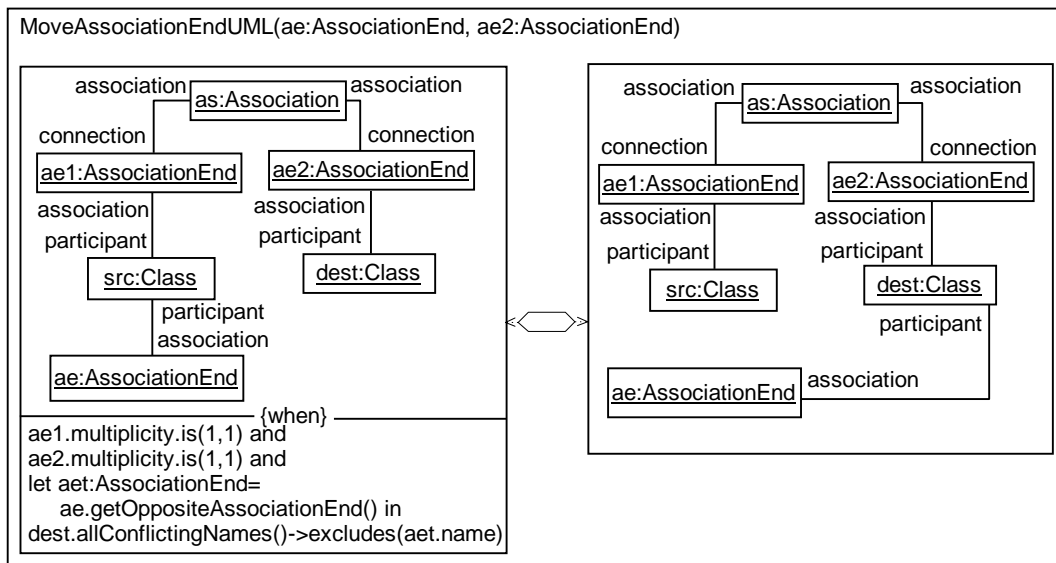 MoveAssociationEndUML(ae:AssociationEnd, ae2:AssociationEnd)
association
association
as:Association
connection
connection
ae1:AssociationEnd
ae2:AssociationEnd
association
association
participant
participant
src:Class
dest:Class
participant
association
ae:AssociationEnd
{when}
ae1.multiplicity.is(1,1) and
ae2.multiplicity.is(1,1) and
let aet:AssociationEnd=
ae.getOppositeAssociationEnd() in
dest.allConflictingNames()->excludes(aet.name)
association
association
as:Association
connection
connection
ae1:AssociationEnd
ae2:AssociationEnd
association
association
participant
participant
src:Class
dest:Class
participant
ae:AssociationEnd
association